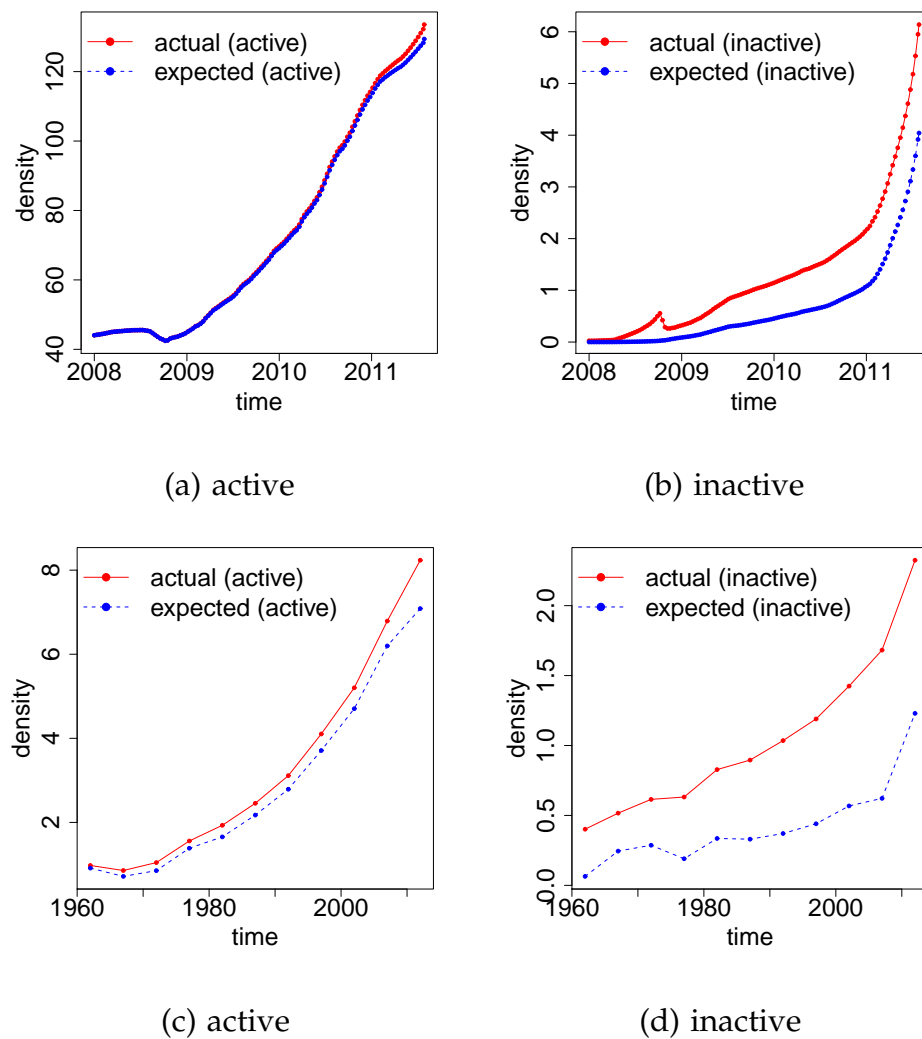 actual (active)
expected (active)
density
40 60 80 100 120
2008 2009 2010 2011
time
(a) active
actual (inactive)
expected (inactive)
density
0 1 2 3 4 5 6
2008 2009 2010 2011
time
(b) inactive
actual (active)
expected (active)
density
2 4 6 8
1960 1980 2000
time
(c) active
actual (inactive)
expected (inactive)
density
0.0 0.5 1.0 1.5 2.0
1960 1980 2000
time
(d) inactive